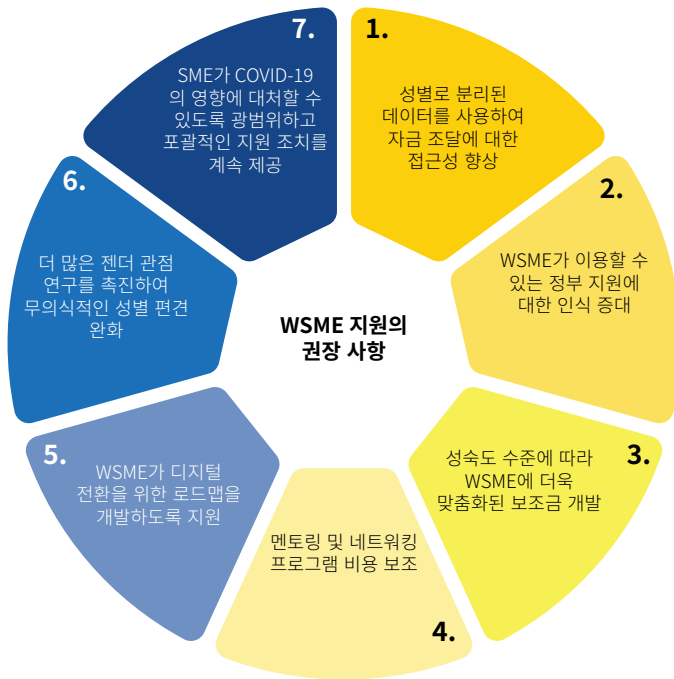 WSME 지원의
권장 사항
1.
성별로 분리된
데이터를 사용하여
자금 조달에 대한
접근성 향상
2.
WSME가 이용할 수
있는 정부 지원에
대한 인식 증대
3.
성숙도 수준에 따라
WSME에 더욱
맞춤화된 보조금 개발
4.
멘토링 및 네트워킹
프로그램 비용 보조
5.
WSME가 디지털
전환을 위한 로드맵을
개발하도록 지원
6.
더 많은 젠더 관점
연구를 촉진하여
무의식적인 성별 편견
완화
7.
SME가 COVID-19
의 영향에 대처할 수
있도록 광범위하고
포괄적인 지원 조치를
계속 제공